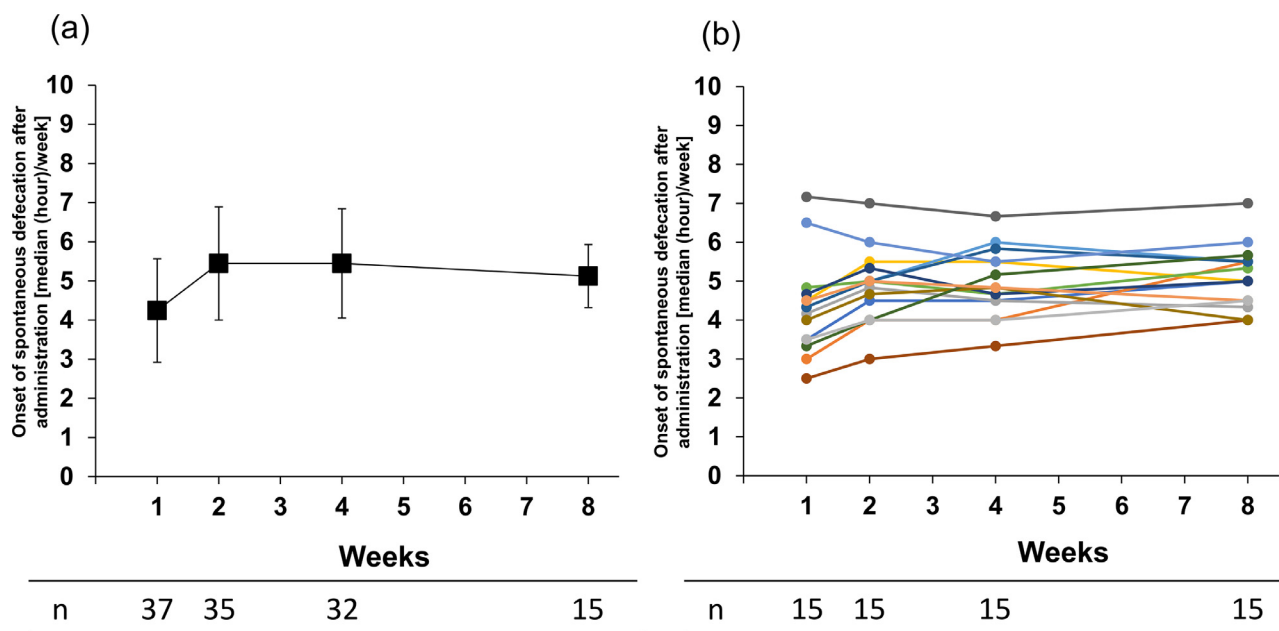 (a)
Onset of spontaneous defecation after
administration [median (hour)/week]
10
9
8
7
6
5
4
3
2
1
0
1 2 3 4 5 6 7 8
Weeks
n 37 35 32 15
(b)
Onset of spontaneous defecation after
administration [median (hour)/week]
10
9
8
7
6
5
4
3
2
1
0
1 2 3 4 5 6 7 8
Weeks
n 15 15 15 15